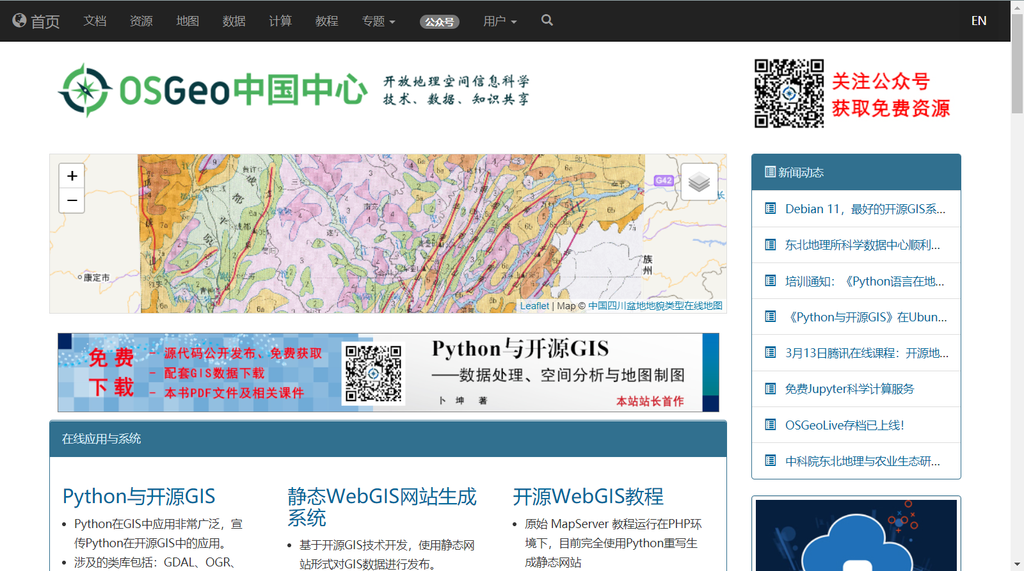 首页 文档 资源 地图 数据 计算 教程 专题 公众号 用户 EN
OSGeo中国中心
开放地理空间信息科学
技术、数据、知识共享
关注公众号
获取免费资源
+
−
G42
康定市
族
州
Leaflet | Map © 中国四川盆地地貌类型在线地图
免费
下载
- 源代码公开发布、免费获取
- 配套GIS数据下载
- 本书PDF文件及相关课件
Python与开源GIS
——数据处理、空间分析与地图制图
卜 坤 著
本站站长首作
在线应用与系统
Python与开源GIS
• Python在GIS中应用非常广泛，宣
传Python在开源GIS中的应用。
• 涉及的类库包括：GDAL、OGR、
静态WebGIS网站生成
系统
• 基于开源GIS技术开发，使用静态网
站形式对GIS数据进行发布。
开源WebGIS教程
• 原始 MapServer 教程运行在PHP环
境下，目前完全使用Python重写生
成静态网站
新闻动态
Debian 11，最好的开源GIS系...
东北地理所科学数据中心顺利...
培训通知：《Python语言在地...
《Python与开源GIS》在Ubun...
3月13日腾讯在线课程：开源地...
免费Jupyter科学计算服务
OSGeoLive存档已上线！
中科院东北地理与农业生态研...